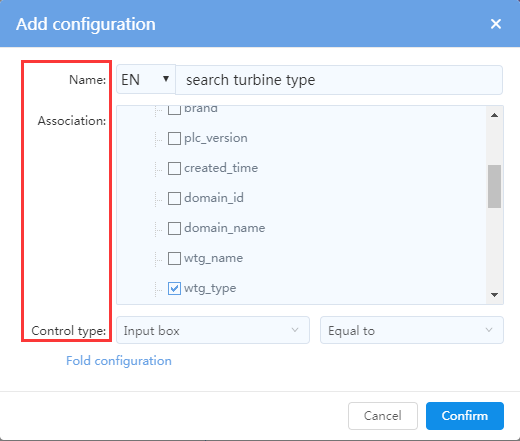 Add configuration ×
Name: EN ▼ search turbine type
Association:
brand
plc_version
created_time
domain_id
domain_name
wtg_name
wtg_type
Control type: Input box Equal to
Fold configuration
Cancel Confirm